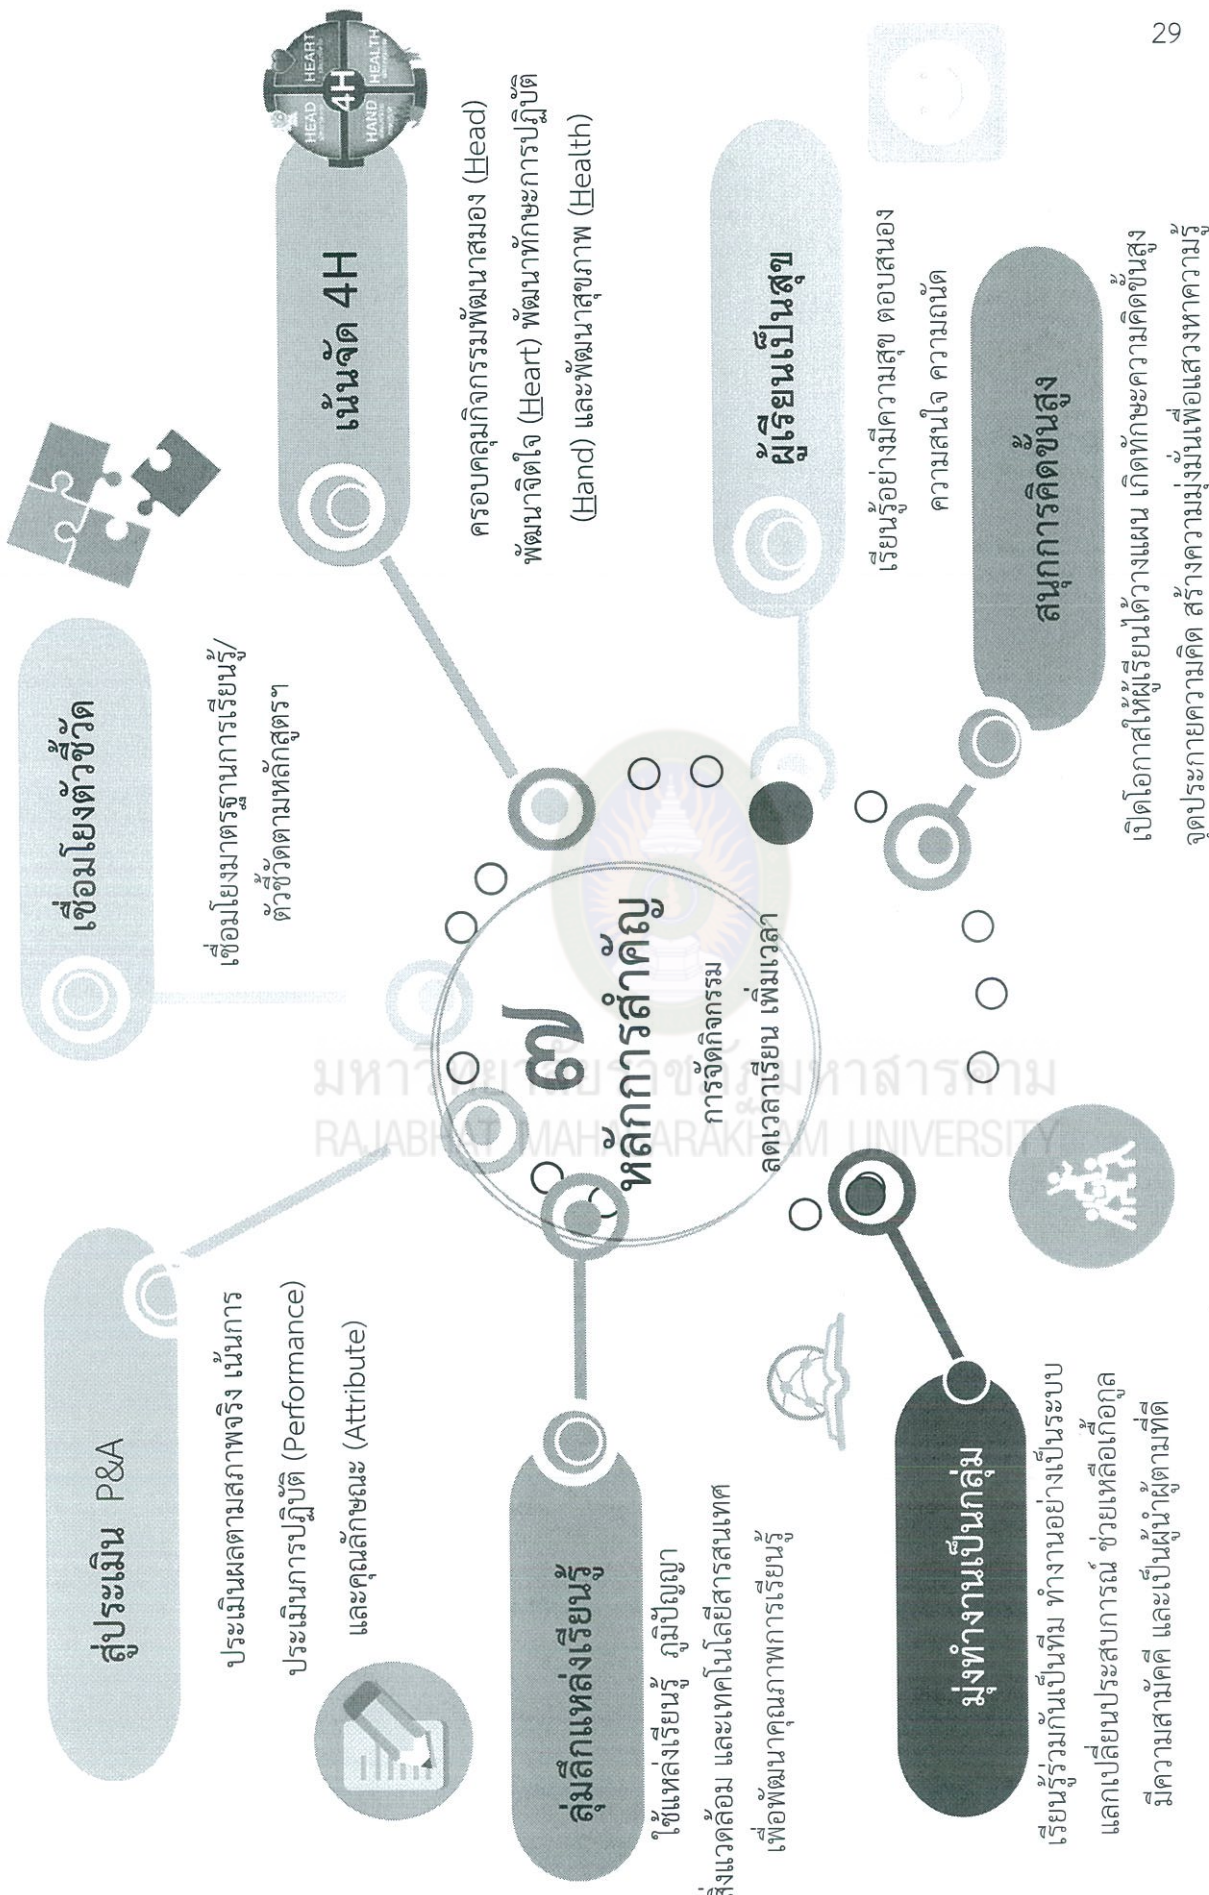 29
๗
หลักการสำคัญ
การจัดกิจกรรม
ลดเวลาเรียน เพิ่มเวลา
เชื่อมโยงตัวชี้วัด
เชื่อมโยงมาตรฐานการเรียนรู้/
ตัวชี้วัดตามหลักสูตรฯ
เน้นจัด 4H
HEAD
HEART
4H
HAND
HEALTH
ครอบคลุมกิจกรรมพัฒนาสมอง (Head)
พัฒนาจิตใจ (Heart) พัฒนาทักษะการปฏิบัติ
(Hand) และพัฒนาสุขภาพ (Health)
ผู้เรียนเป็นสุข
เรียนรู้อย่างมีความสุข ตอบสนอง
ความสนใจ ความถนัด
สนุกการคิดขั้นสูง
เปิดโอกาสให้ผู้เรียนได้วางแผน เกิดทักษะความคิดขั้นสูง
จุดประกายความคิด สร้างความมุ่งมั่นเพื่อแสวงหาความรู้
มุ่งทำงานเป็นกลุ่ม
เรียนรู้ร่วมกันเป็นทีม ทำงานอย่างเป็นระบบ
แลกเปลี่ยนประสบการณ์ ช่วยเหลือเกื้อกูล
มีความสามัคคี และเป็นผู้นำผู้ตามที่ดี
ลุ่มลึกแหล่งเรียนรู้
ใช้แหล่งเรียนรู้ ภูมิปัญญา
สิ่งแวดล้อม และเทคโนโลยีสารสนเทศ
เพื่อพัฒนาคุณภาพการเรียนรู้
สู่ประเมิน P&A
ประเมินผลตามสภาพจริง เน้นการ
ประเมินการปฏิบัติ (Performance)
และคุณลักษณะ (Attribute)
มหาวิทยาลัยราชภัฏมหาสารคาม
RAJABHAT MAHASARAKHAM UNIVERSITY